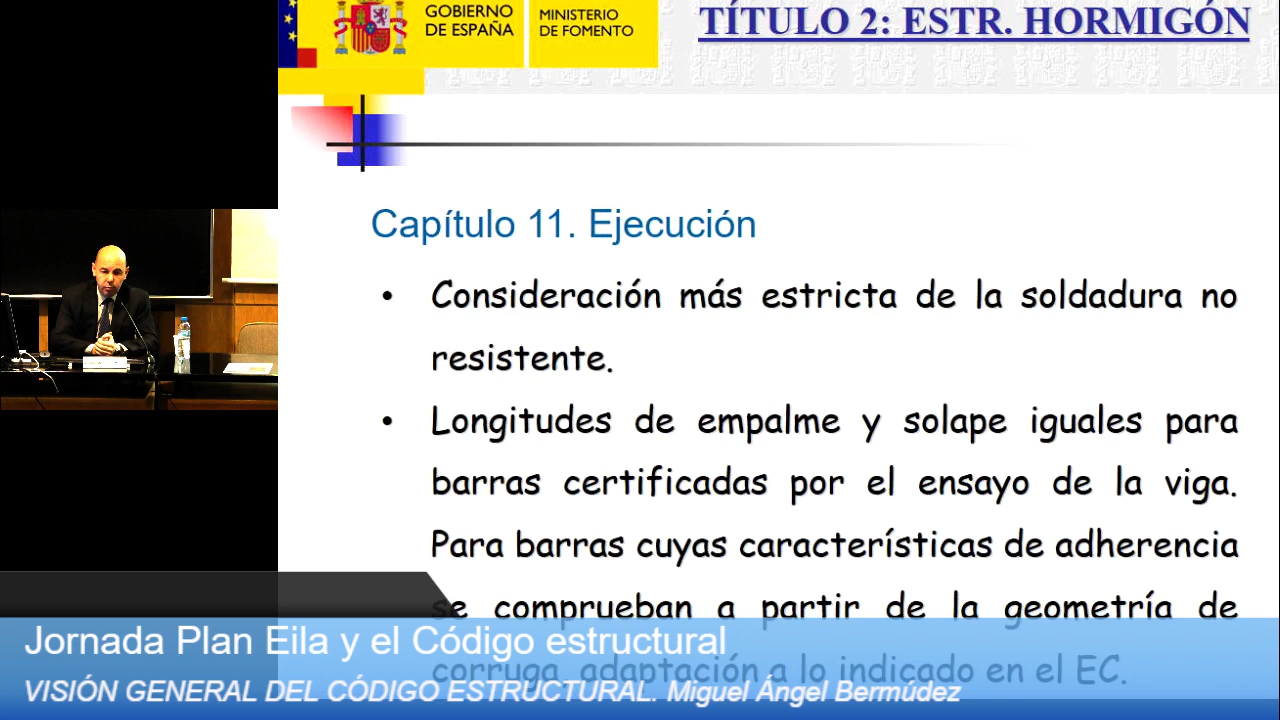 GOBIERNO
DE ESPAÑA
MINISTERIO
DE FOMENTO
TÍTULO 2: ESTR. HORMIGÓN
Capítulo 11. Ejecución
• Consideración más estricta de la soldadura no
resistente.
• Longitudes de empalme y solape iguales para
barras certificadas por el ensayo de la viga.
Para barras cuyas características de adherencia
se comprueban a partir de la geometría de
corruga, adaptación a lo indicado en el EC.
Jornada Plan Eila y el Código estructural
VISIÓN GENERAL DEL CÓDIGO ESTRUCTURAL. Miguel Ángel Bermúdez